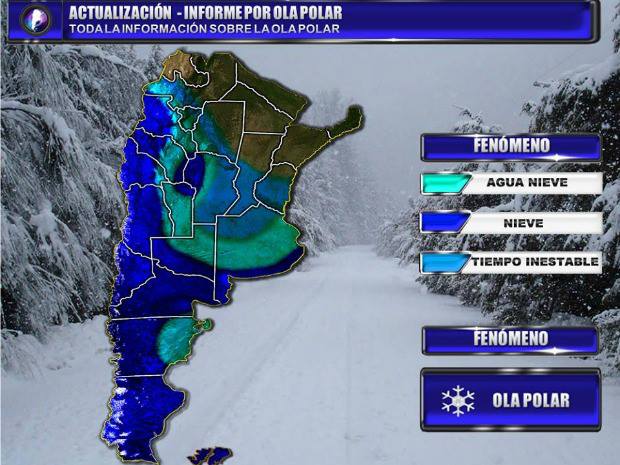 ACTUALIZACIÓN - INFORME POR OLA POLAR
TODA LA INFORMACIÓN SOBRE LA OLA POLAR
FENÓMENO
AGUA NIEVE
NIEVE
TIEMPO INESTABLE
FENÓMENO
OLA POLAR